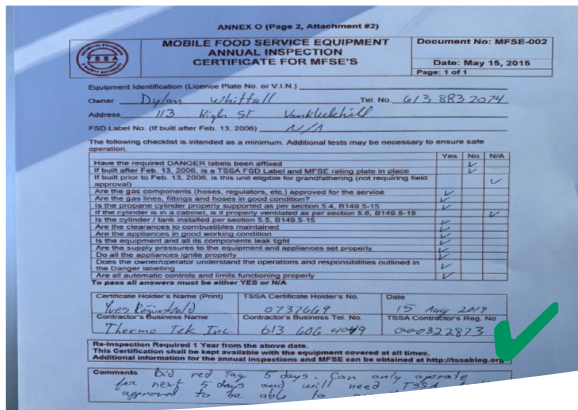 ANNEX O (Page 2, Attachment #2)
TSSA
MOBILE FOOD SERVICE EQUIPMENT
ANNUAL INSPECTION
CERTIFICATE FOR MFSE'S
Document No: MFSE-002
Date: May 15, 2015
Page: 1 of 1
Equipment Identification (Licence Plate No. or V.I.N.)
Owner Dylan Whittall Tel. No. 613 883 2074
Address 113 High ST Vankleekhill
FSD Label No. (If built after Feb. 13, 2006) N/A
The following checklist is intended as a minimum. Additional tests may be necessary to ensure safe
operation.
Yes No N/A
Have the required DANGER labels been affixed
If built after Feb. 13, 2006, is a TSSA FSD Label and MFSE rating plate in place
If built prior to Feb. 13, 2006, is this unit eligible for grandfathering (not requiring field
approval)
Are the gas components (hoses, regulators, etc.) approved for the service
Are the gas lines, fittings and hoses in good condition?
Is the propane cylinder properly supported as per section 5.4, B149.5-15
If the cylinder is in a cabinet, is it properly ventilated as per section 5.6, B149.5-15
Is the cylinder / tank installed per section 5.5, B149.5-15
Are the clearances to combustibles maintained
Are the appliances in good working condition
Is the equipment and all its components leak tight
Are the supply pressures to the equipment and appliances set properly
Do all the appliances ignite properly
Does the owner/operator understand the operations and responsibilities outlined in
the Danger labelling
Are all automatic controls and limits functioning properly
To pass all answers must be either YES or N/A
Certificate Holder's Name (Print) TSSA Certificate Holder's No. Date
Yves 0737669 15 Aug 2019
Contractor's Business Name Contractor's Business Tel. No. TSSA Contractor's Reg. No
Thermo Tek Inc 613 606 4049 000322873
Re-Inspection Required 1 Year from the above date.
This Certification shall be kept available with the equipment covered at all times.
Additional information for the annual inspections and MFSE can be obtained at http://tssablog.org
Comments Did red Tag 5 days. Can only operate
for next 5 days and will need TSSA
approval to be able to